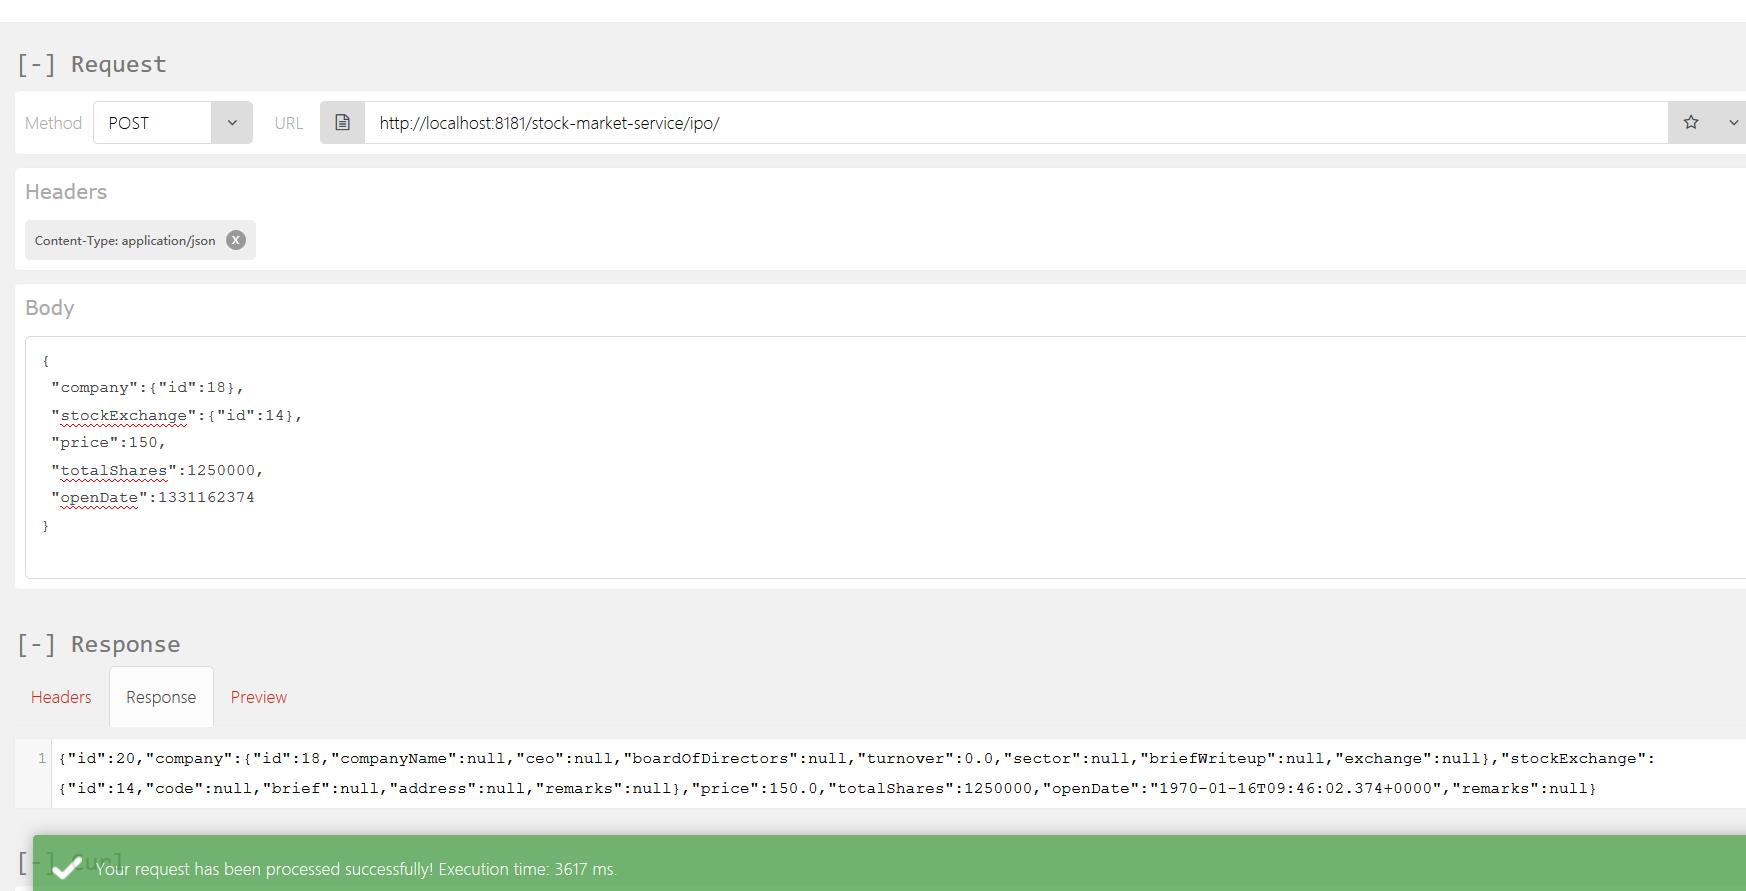 [-] Request
Method POST URL http://localhost:8181/stock-market-service/ipo/
Headers
Content-Type: application/json X
Body
{
"company":{"id":18},
"stockExchange":{"id":14},
"price":150,
"totalShares":1250000,
"openDate":1331162374
}
[-] Response
Headers Response Preview
1 {"id":20,"company":{"id":18,"companyName":null,"ceo":null,"boardOfDirectors":null,"turnover":0.0,"sector":null,"briefWriteup":null,"exchange":null},"stockExchange":
{"id":14,"code":null,"brief":null,"address":null,"remarks":null},"price":150.0,"totalShares":1250000,"openDate":"1970-01-16T09:46:02.374+0000","remarks":null}
Your request has been processed successfully! Execution time: 3617 ms.